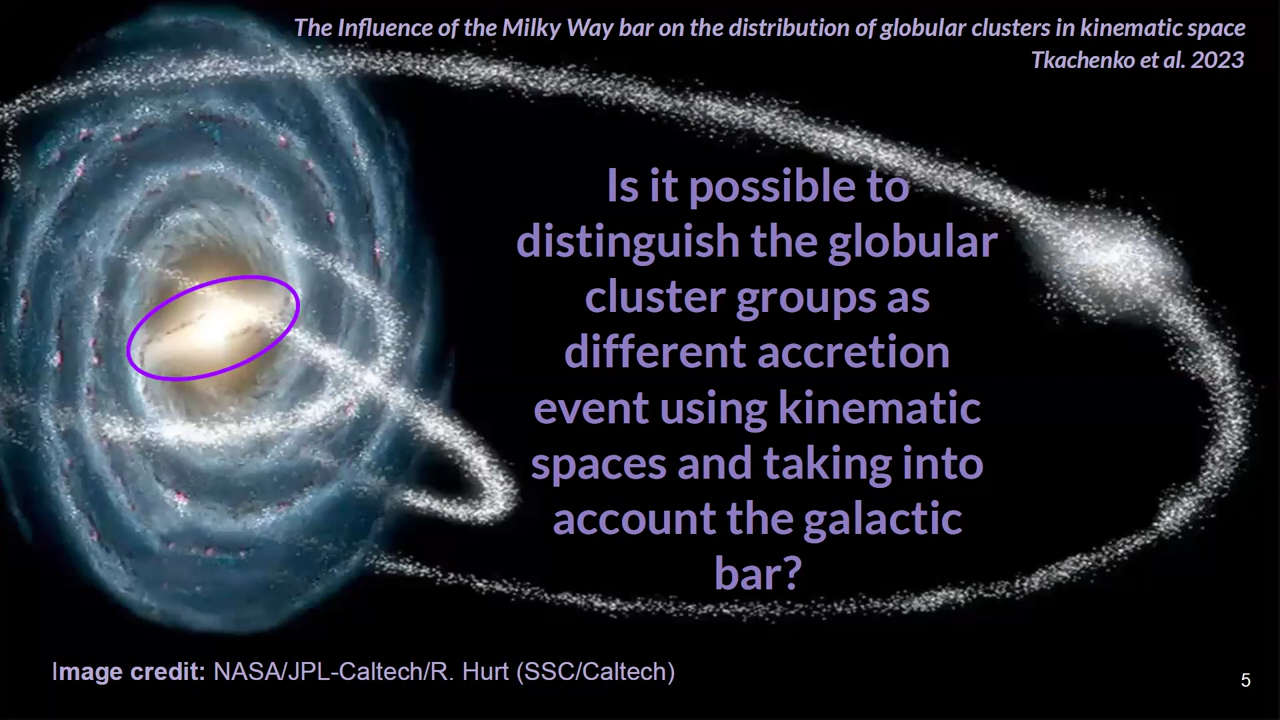 The Influence of the Milky Way bar on the distribution of globular clusters in kinematic space
Tkachenko et al. 2023
Is it possible to
distinguish the globular
cluster groups as
different accretion
event using kinematic
spaces and taking into
account the galactic
bar?
Image credit: NASA/JPL-Caltech/R. Hurt (SSC/Caltech)
5